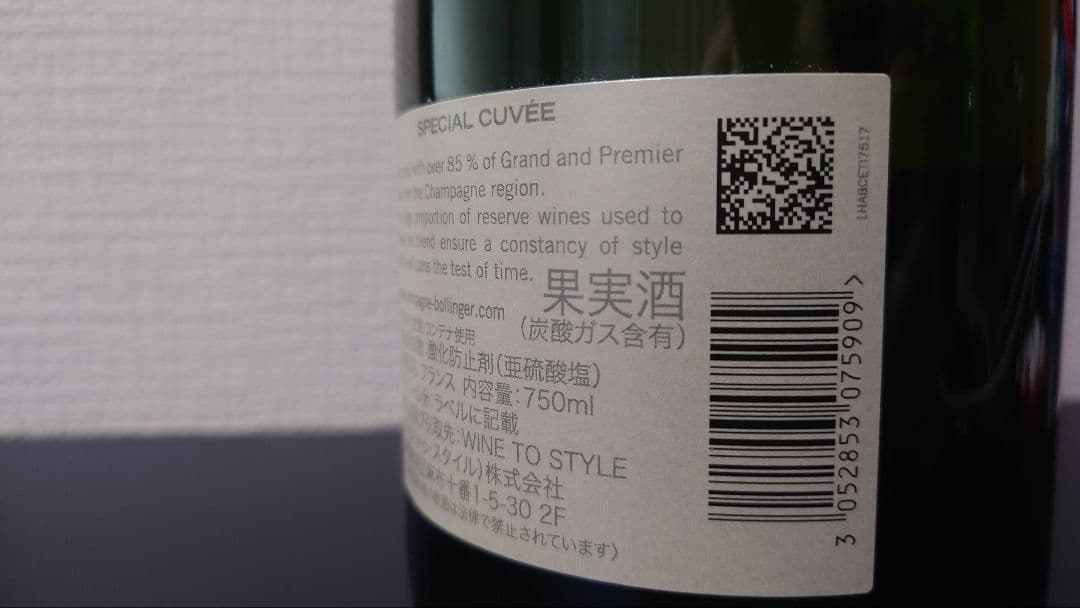 SPECIAL CUVÉE
with over 85 % of Grand and Premier
the Champagne region.
proportion of reserve wines used to
blend ensure a constancy of style
the test of time.
-bollinger.com
果実酒
（炭酸ガス含有）
コンテナ使用
酸化防止剤（亜硫酸塩）
フランス 内容量：750ml
ラベルに記載
引取先：WINE TO STYLE
スタイル）株式会社
麻布十番1-5-30 2F
は法律で禁止されています）
1HABCET17517
3 052853 075909 >